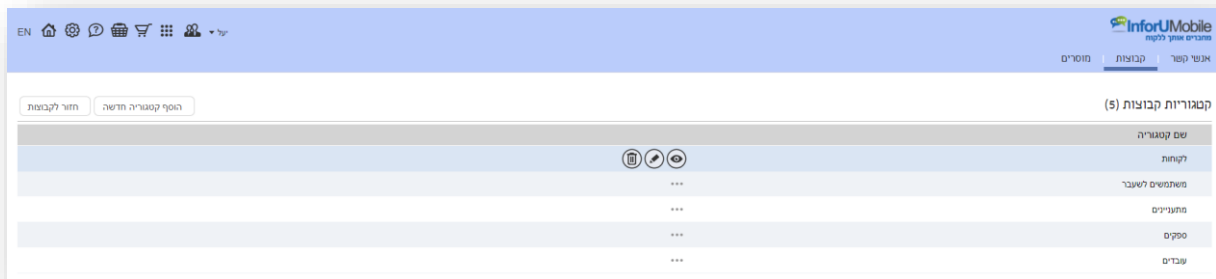 InforUMobile
מחברים אותך ללקוח
יעל
EN
אנשי קשר | קבוצות | מוסרים
קטגוריות קבוצות (5)
הוסף קטגוריה חדשה
חזור לקבוצות
שם קטגוריה
לקוחות
משתמשים לשעבר
מתעניינים
ספקים
עובדים